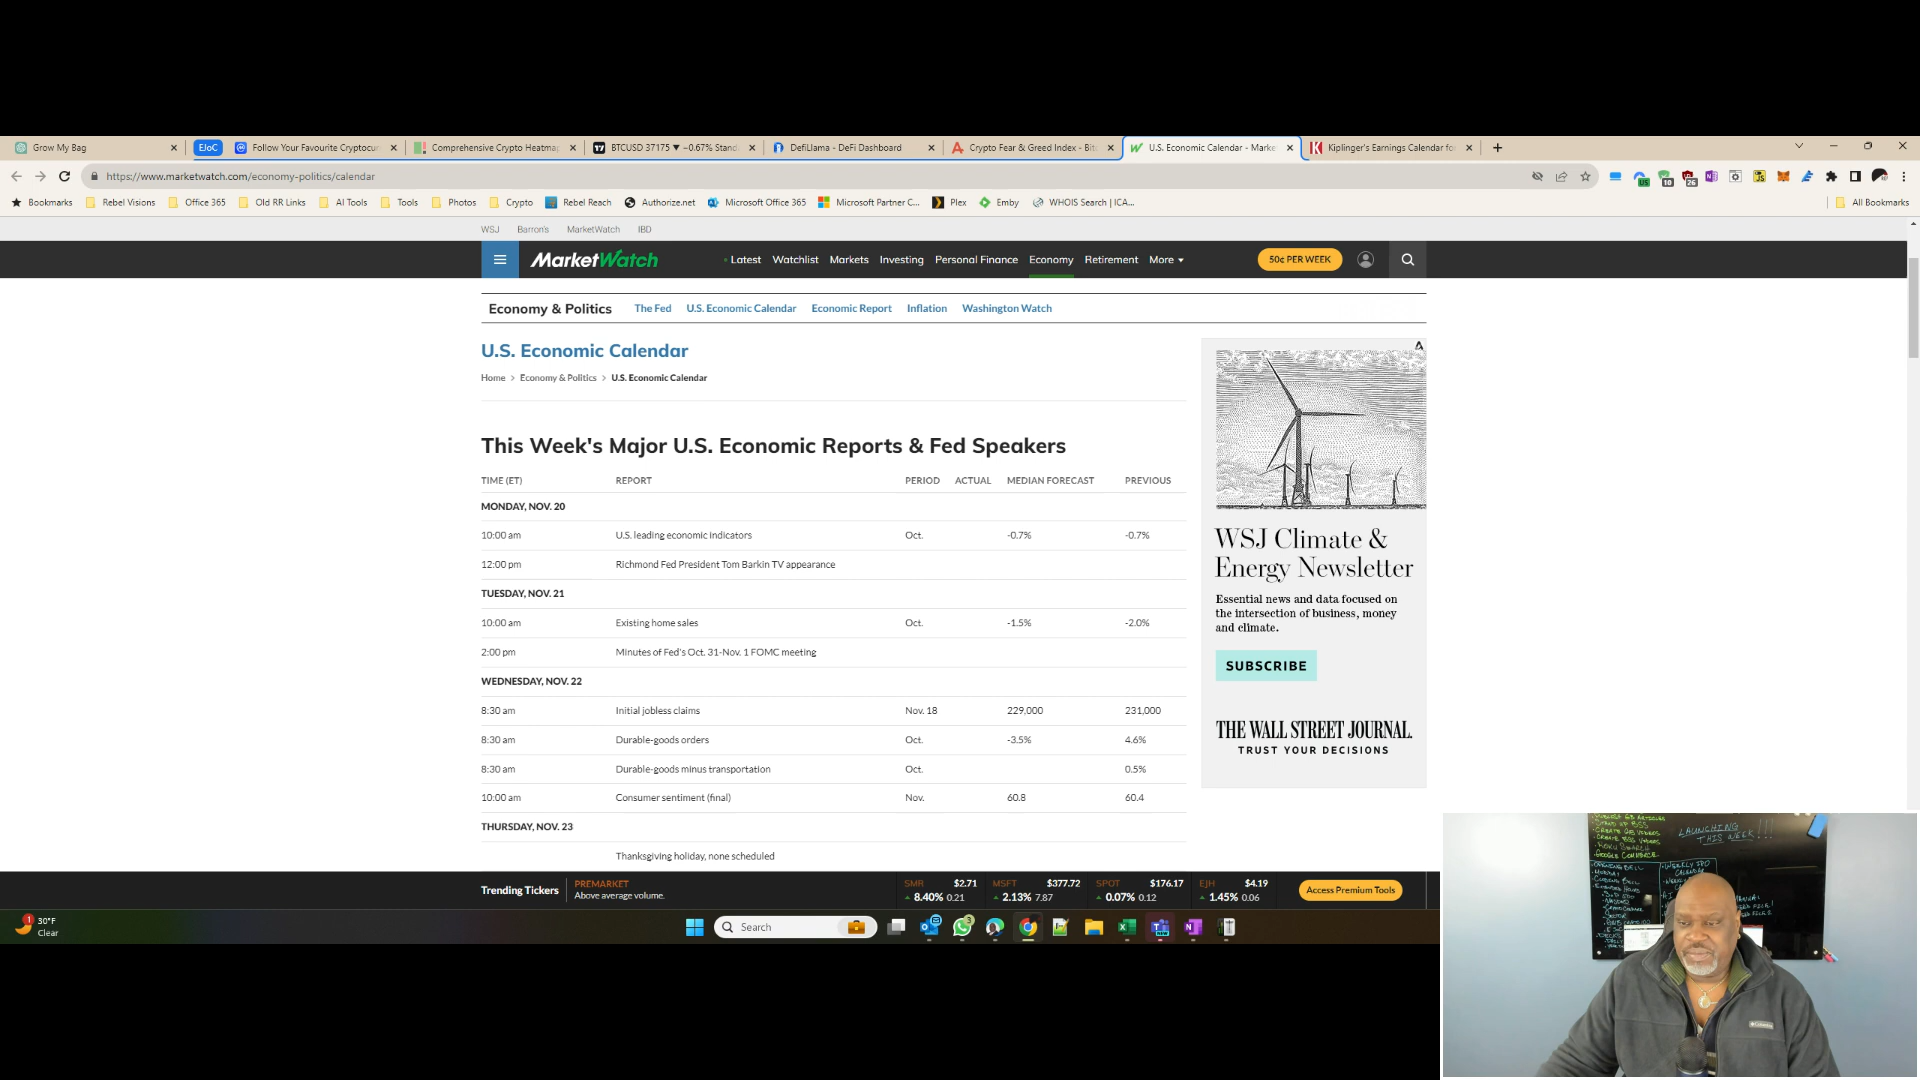 Grow My Bag
EJoC
Follow Your Favourite Cryptocur
Comprehensive Crypto Heatmap
BTCUSD 37175 ▼ −0.67% Stand
DefiLlama - DeFi Dashboard
Crypto Fear & Greed Index - Bit
U.S. Economic Calendar - Marke
Kiplinger's Earnings Calendar fo
https://www.marketwatch.com/economy-politics/calendar
Bookmarks
Rebel Visions
Office 365
Old RR Links
AI Tools
Tools
Photos
Crypto
Rebel Reach
Authorize.net
Microsoft Office 365
Microsoft Partner C...
Plex
Emby
WHOIS Search | ICA...
All Bookmarks
WSJ Barron's MarketWatch IBD
MarketWatch
Latest Watchlist Markets Investing Personal Finance Economy Retirement More
50¢ PER WEEK
Economy & Politics The Fed U.S. Economic Calendar Economic Report Inflation Washington Watch
U.S. Economic Calendar
Home > Economy & Politics > U.S. Economic Calendar
This Week's Major U.S. Economic Reports & Fed Speakers
TIME (ET) REPORT PERIOD ACTUAL MEDIAN FORECAST PREVIOUS
MONDAY, NOV. 20
10:00 am U.S. leading economic indicators Oct. -0.7% -0.7%
12:00 pm Richmond Fed President Tom Barkin TV appearance
TUESDAY, NOV. 21
10:00 am Existing home sales Oct. -1.5% -2.0%
2:00 pm Minutes of Fed's Oct. 31-Nov. 1 FOMC meeting
WEDNESDAY, NOV. 22
8:30 am Initial jobless claims Nov. 18 229,000 231,000
8:30 am Durable-goods orders Oct. -3.5% 4.6%
8:30 am Durable-goods minus transportation Oct. 0.5%
10:00 am Consumer sentiment (final) Nov. 60.8 60.4
THURSDAY, NOV. 23
Thanksgiving holiday, none scheduled
WSJ Climate &
Energy Newsletter
Essential news and data focused on
the intersection of business, money
and climate.
SUBSCRIBE
THE WALL STREET JOURNAL.
TRUST YOUR DECISIONS
Trending Tickers
PREMARKET
Above average volume.
SMR $2.71
8.40% 0.21
MSFT $377.72
2.13% 7.87
SPOT $176.17
0.07% 0.12
EJH $4.19
1.45% 0.06
Access Premium Tools
30°F
Clear
Search
LAUNCHING
THIS WEEK!!!
CREATE GB VIDEOS
CREATE BSS VIDEOS
GOOGLE COMMERCE
Columbia